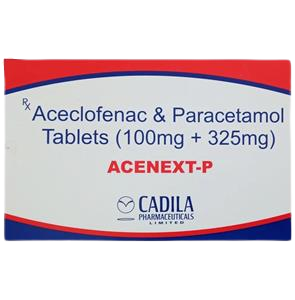 Rx Aceclofenac & Paracetamol
Tablets (100mg + 325mg)
ACENEXT-P
CADILA
PHARMACEUTICALS
LIMITED